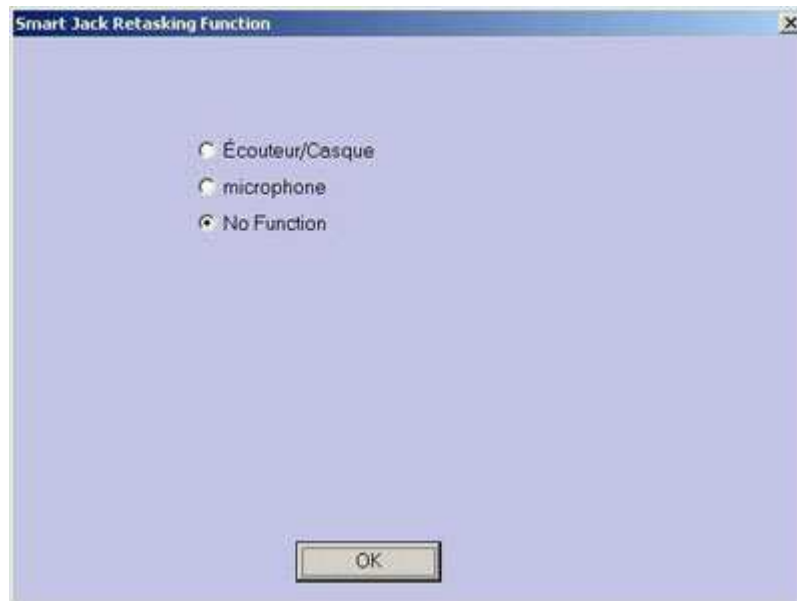 Smart Jack Retasking Function
Écouteur/Casque
microphone
No Function
OK